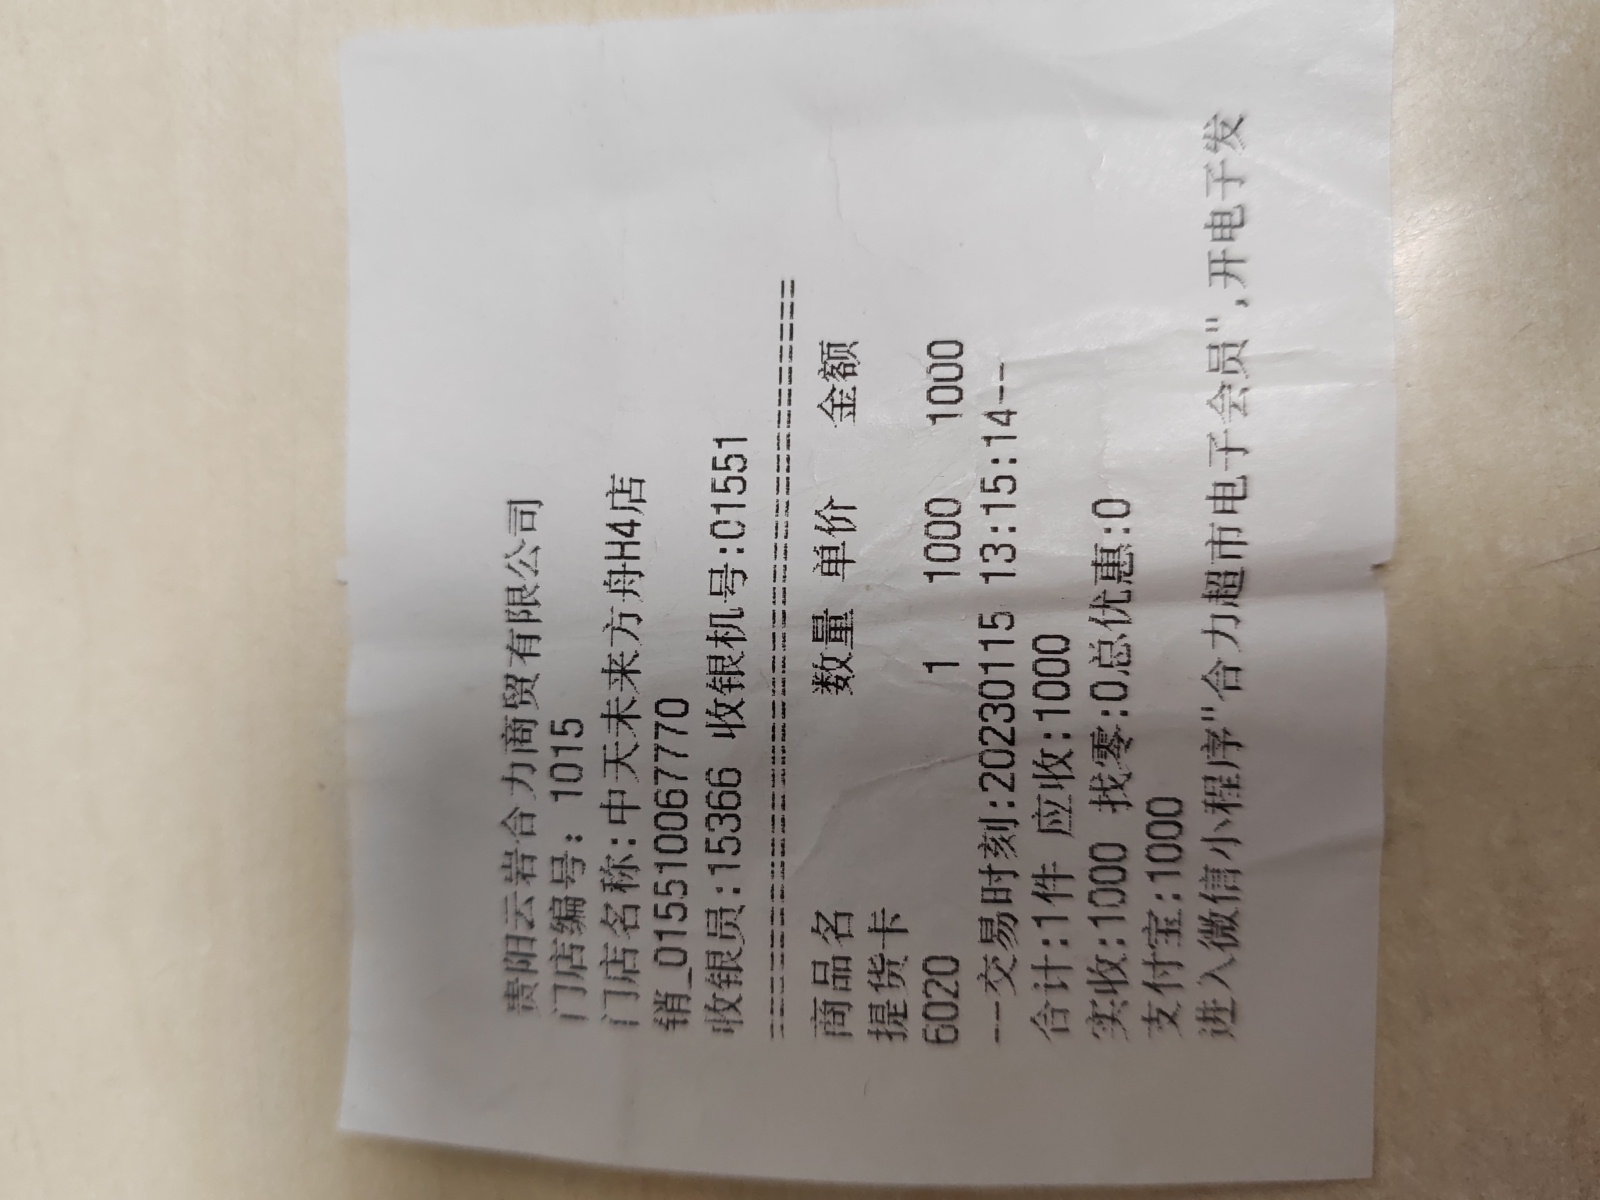 贵阳云岩合力商贸有限公司
门店编号: 1015
门店名称:中天未来方舟H4店
销_015510067770
收银员:15366 收银机号:01551
======================================
商品名 数量 单价 金额
提货卡
6020 1 1000 1000
--交易时刻:20230115 13:15:14--
合计:1件 应收:1000
实收:1000 找零:0总优惠:0
支付宝:1000
进入微信小程序"合力超市电子会员",开电子发